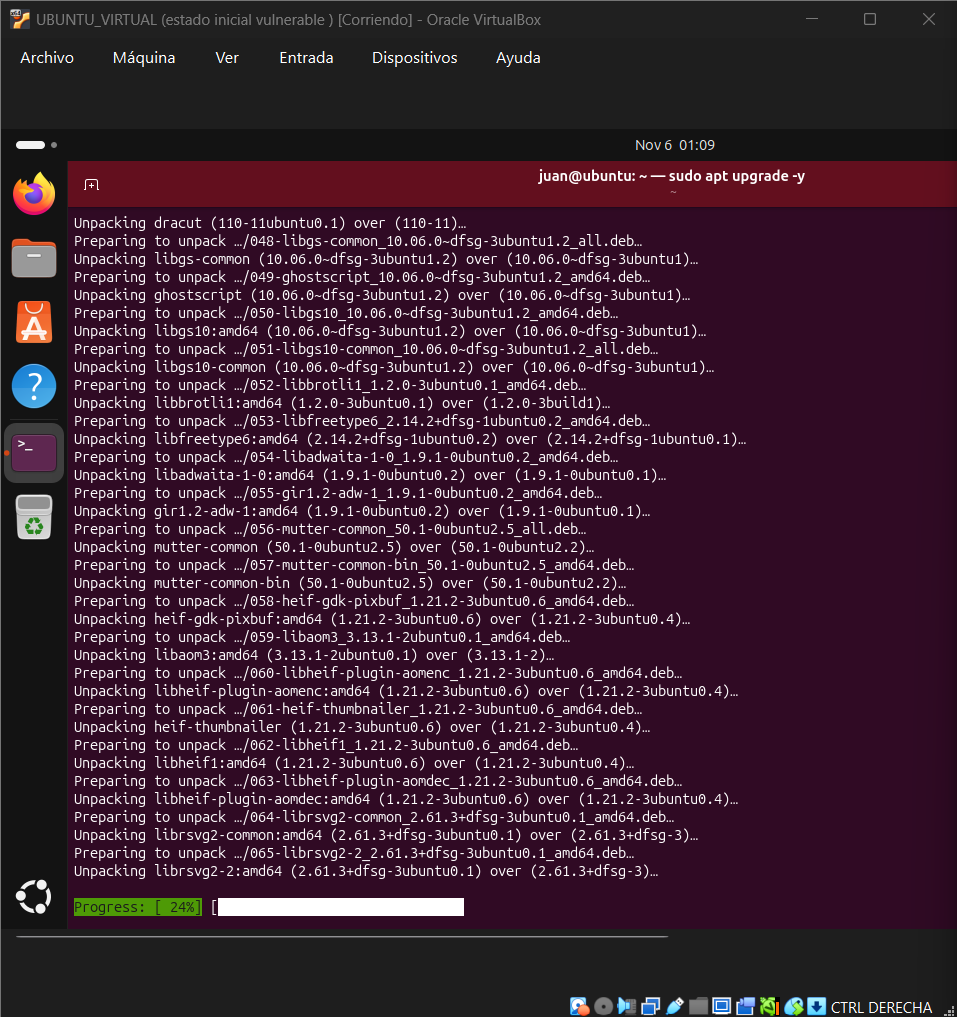 UBUNTU_VIRTUAL (estado inicial vulnerable ) [Corriendo] - Oracle VirtualBox
Archivo Máquina Ver Entrada Dispositivos Ayuda
Nov 6 01:09
juan@ubuntu: ~ — sudo apt upgrade -y
~
Unpacking dracut (110-11ubuntu0.1) over (110-11)…
Preparing to unpack …/048-libgs-common_10.06.0~dfsg-3ubuntu1.2_all.deb…
Unpacking libgs-common (10.06.0~dfsg-3ubuntu1.2) over (10.06.0~dfsg-3ubuntu1)…
Preparing to unpack …/049-ghostscript_10.06.0~dfsg-3ubuntu1.2_amd64.deb…
Unpacking ghostscript (10.06.0~dfsg-3ubuntu1.2) over (10.06.0~dfsg-3ubuntu1)…
Preparing to unpack …/050-libgs10_10.06.0~dfsg-3ubuntu1.2_amd64.deb…
Unpacking libgs10:amd64 (10.06.0~dfsg-3ubuntu1.2) over (10.06.0~dfsg-3ubuntu1)…
Preparing to unpack …/051-libgs10-common_10.06.0~dfsg-3ubuntu1.2_all.deb…
Unpacking libgs10-common (10.06.0~dfsg-3ubuntu1.2) over (10.06.0~dfsg-3ubuntu1)…
Preparing to unpack …/052-libbrotli1_1.2.0-3ubuntu0.1_amd64.deb…
Unpacking libbrotli1:amd64 (1.2.0-3ubuntu0.1) over (1.2.0-3build1)…
Preparing to unpack …/053-libfreetype6_2.14.2+dfsg-1ubuntu0.2_amd64.deb…
Unpacking libfreetype6:amd64 (2.14.2+dfsg-1ubuntu0.2) over (2.14.2+dfsg-1ubuntu0.1)…
Preparing to unpack …/054-libadwaita-1-0_1.9.1-0ubuntu0.2_amd64.deb…
Unpacking libadwaita-1-0:amd64 (1.9.1-0ubuntu0.2) over (1.9.1-0ubuntu0.1)…
Preparing to unpack …/055-gir1.2-adw-1_1.9.1-0ubuntu0.2_amd64.deb…
Unpacking gir1.2-adw-1:amd64 (1.9.1-0ubuntu0.2) over (1.9.1-0ubuntu0.1)…
Preparing to unpack …/056-mutter-common_50.1-0ubuntu2.5_all.deb…
Unpacking mutter-common (50.1-0ubuntu2.5) over (50.1-0ubuntu2.2)…
Preparing to unpack …/057-mutter-common-bin_50.1-0ubuntu2.5_amd64.deb…
Unpacking mutter-common-bin (50.1-0ubuntu2.5) over (50.1-0ubuntu2.2)…
Preparing to unpack …/058-heif-gdk-pixbuf_1.21.2-3ubuntu0.6_amd64.deb…
Unpacking heif-gdk-pixbuf:amd64 (1.21.2-3ubuntu0.6) over (1.21.2-3ubuntu0.4)…
Preparing to unpack …/059-libaom3_3.13.1-2ubuntu0.1_amd64.deb…
Unpacking libaom3:amd64 (3.13.1-2ubuntu0.1) over (3.13.1-2)…
Preparing to unpack …/060-libheif-plugin-aomenc_1.21.2-3ubuntu0.6_amd64.deb…
Unpacking libheif-plugin-aomenc:amd64 (1.21.2-3ubuntu0.6) over (1.21.2-3ubuntu0.4)…
Preparing to unpack …/061-heif-thumbnailer_1.21.2-3ubuntu0.6_amd64.deb…
Unpacking heif-thumbnailer (1.21.2-3ubuntu0.6) over (1.21.2-3ubuntu0.4)…
Preparing to unpack …/062-libheif1_1.21.2-3ubuntu0.6_amd64.deb…
Unpacking libheif1:amd64 (1.21.2-3ubuntu0.6) over (1.21.2-3ubuntu0.4)…
Preparing to unpack …/063-libheif-plugin-aomdec_1.21.2-3ubuntu0.6_amd64.deb…
Unpacking libheif-plugin-aomdec:amd64 (1.21.2-3ubuntu0.6) over (1.21.2-3ubuntu0.4)…
Preparing to unpack …/064-librsvg2-common_2.61.3+dfsg-3ubuntu0.1_amd64.deb…
Unpacking librsvg2-common:amd64 (2.61.3+dfsg-3ubuntu0.1) over (2.61.3+dfsg-3)…
Preparing to unpack …/065-librsvg2-2_2.61.3+dfsg-3ubuntu0.1_amd64.deb…
Unpacking librsvg2-2:amd64 (2.61.3+dfsg-3ubuntu0.1) over (2.61.3+dfsg-3)…
Progress: [ 24%] [
CTRL DERECHA